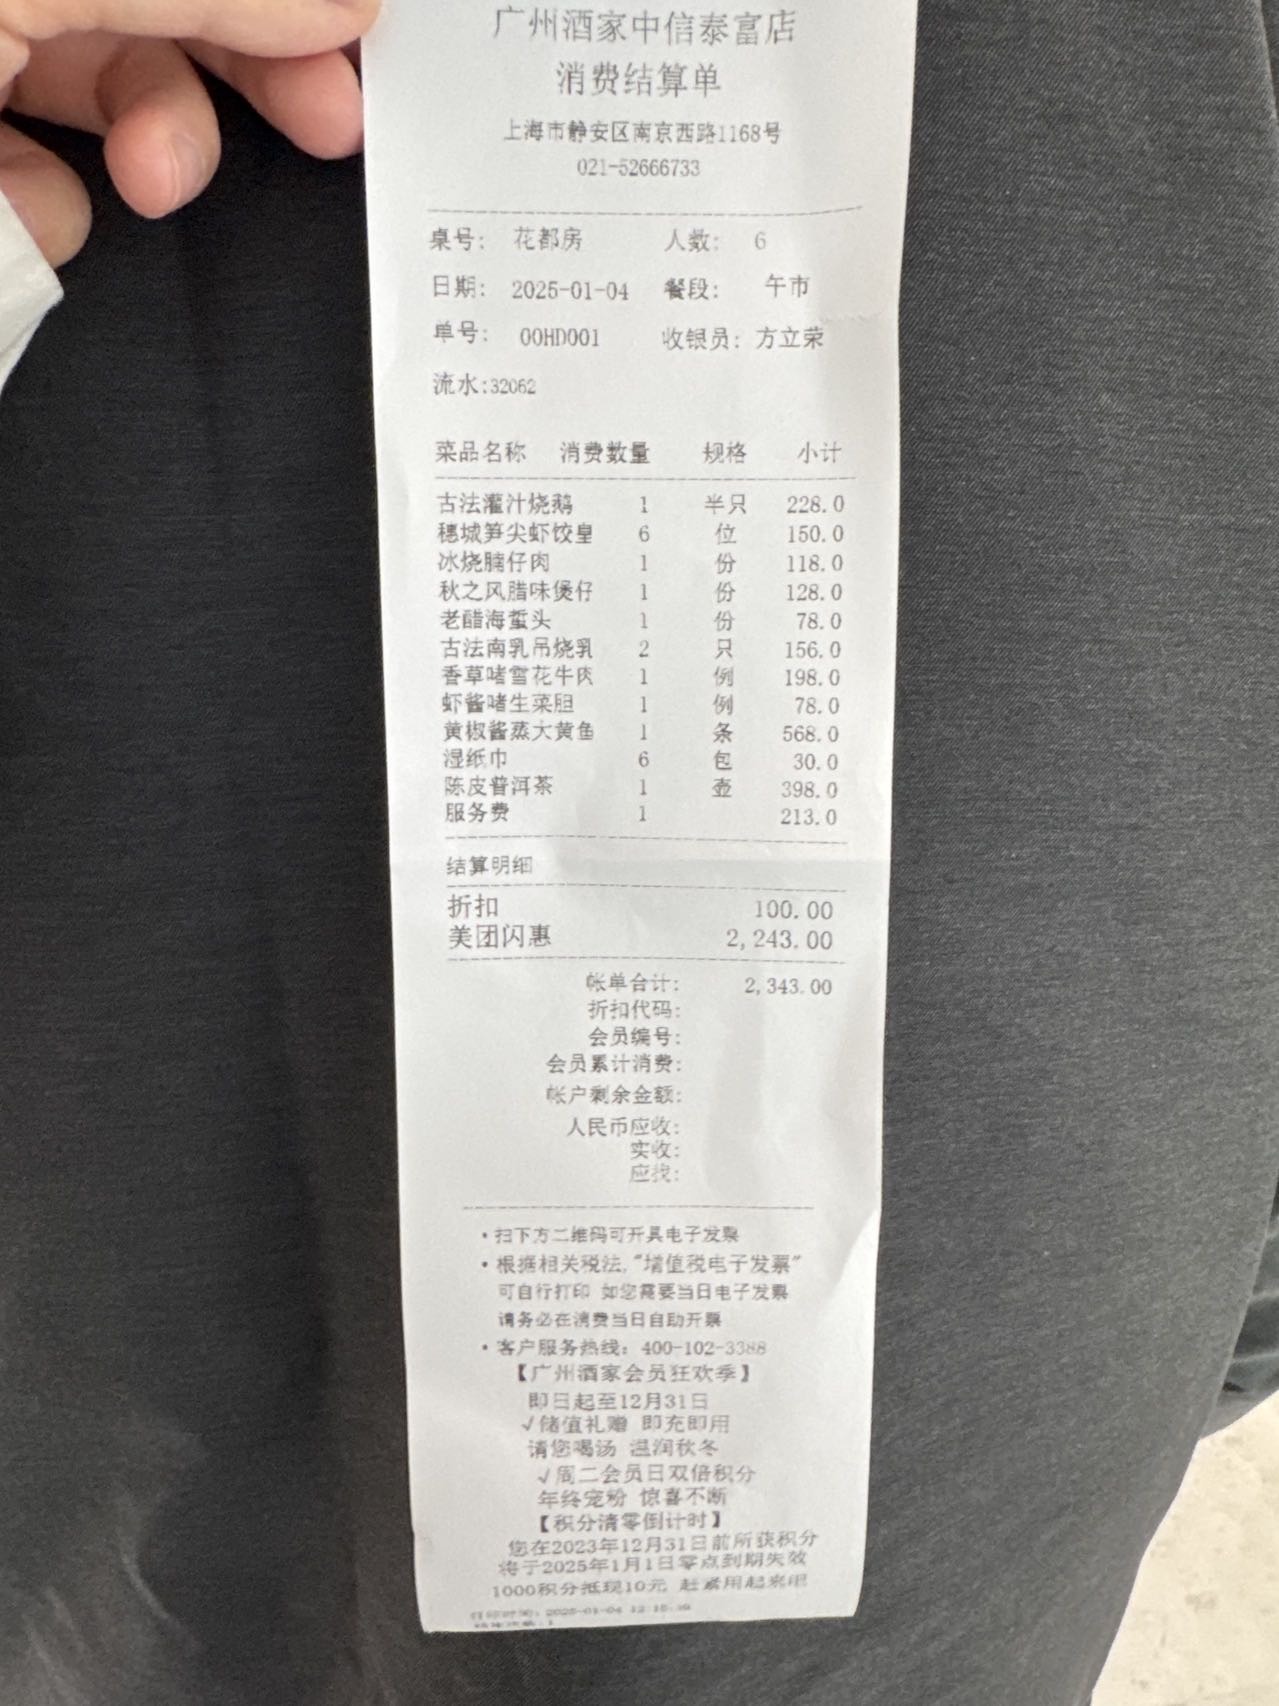 广州酒家中信泰富店
消费结算单
上海市静安区南京西路1168号
021-52666733
桌号: 花都房 人数: 6
日期: 2025-01-04 餐段: 午市
单号: 00HD001 收银员: 方立荣
流水:32062
菜品名称 消费数量 规格 小计
古法灌汁烧鹅 1 半只 228.0
穗城笋尖虾饺皇 6 位 150.0
冰烧腩仔肉 1 份 118.0
秋之风腊味煲仔 1 份 128.0
老醋海蜇头 1 份 78.0
古法南乳吊烧乳 2 只 156.0
香草啫雪花牛肉 1 例 198.0
虾酱啫生菜胆 1 例 78.0
黄椒酱蒸大黄鱼 1 条 568.0
湿纸巾 6 包 30.0
陈皮普洱茶 1 壶 398.0
服务费 1 213.0
结算明细
折扣 100.00
美团闪惠 2,243.00
帐单合计: 2,343.00
折扣代码:
会员编号:
会员累计消费:
帐户剩余金额:
人民币应收:
实收:
应找:
·扫下方二维码可开具电子发票
·根据相关税法,"增值税电子发票"
可自行打印 如您需要当日电子发票
请务必在消费当日自助开票
·客户服务热线: 400-102-3388
【广州酒家会员狂欢季】
即日起至12月31日
√储值礼赠 即充即用
请您喝汤 温润秋冬
√周二会员日双倍积分
年终宠粉 惊喜不断
【积分清零倒计时】
您在2023年12月31日前所获积分
将于2025年1月1日零点到期失效
1000积分抵现10元 赶紧用起来吧
打印时间: 2025-01-04